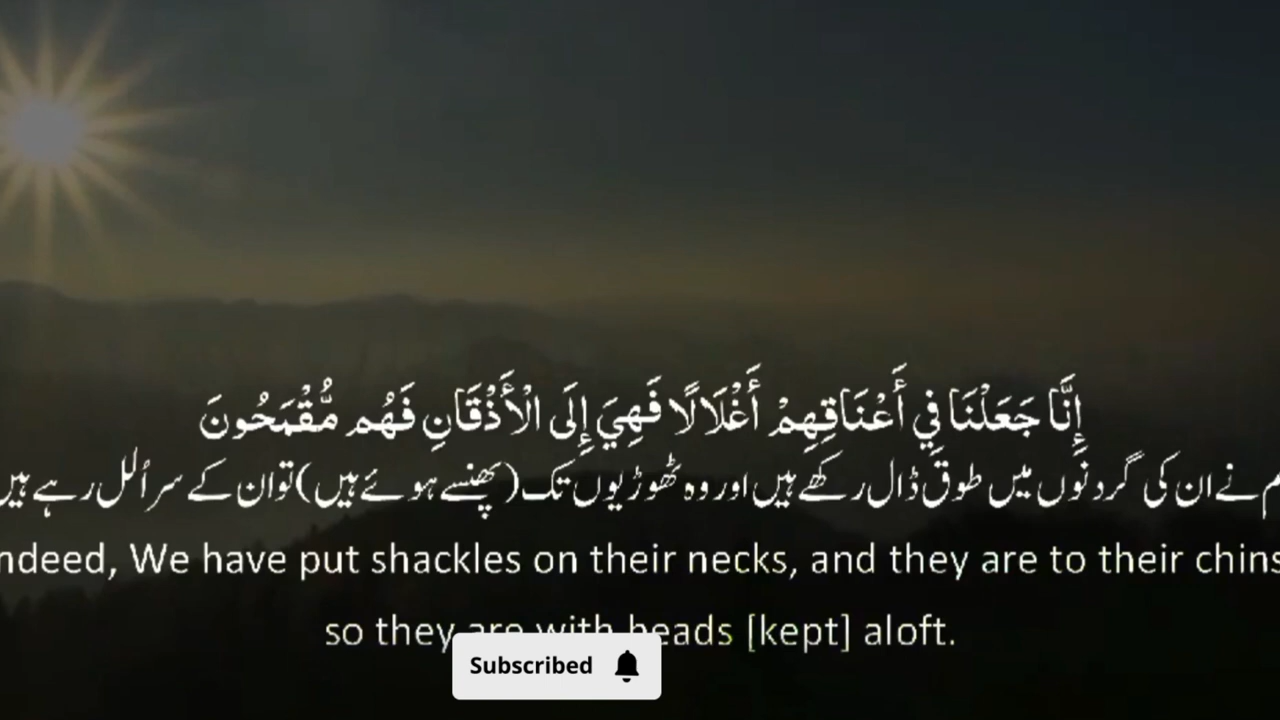 إِنَّا جَعَلْنَا فِي أَعْنَاقِهِمْ أَغْلَالًا فَهِيَ إِلَى الْأَذْقَانِ فَهُم مُّقْمَحُونَ
نے ان کی گردنوں میں طوق ڈال رکھے ہیں اور وہ ٹھوڑیوں تک (پھنسے ہوئے ہیں) تو ان کے سر اُلل رہے ہیں
ndeed, We have put shackles on their necks, and they are to their chins
so they are with heads [kept] aloft.
Subscribed